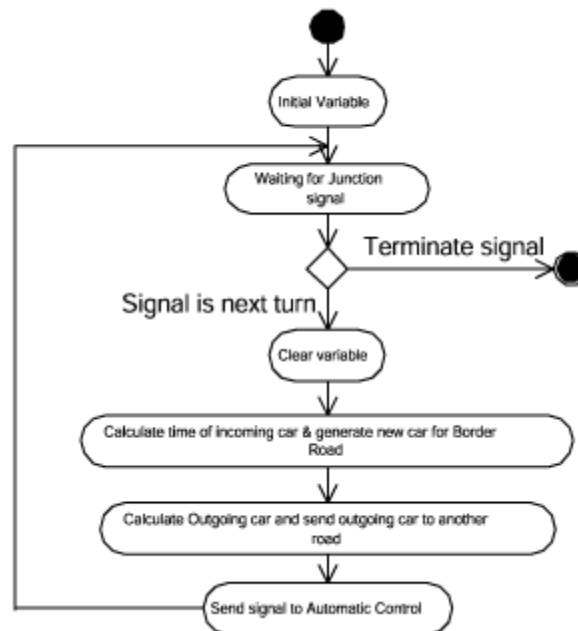 Initial Variable
Waiting for Junction
signal
Terminate signal
Signal is next turn
Clear variable
Calculate time of incoming car & generate new car for Border
Road
Calculate Outgoing car and send outgoing car to another
road
Send signal to Automatic Control